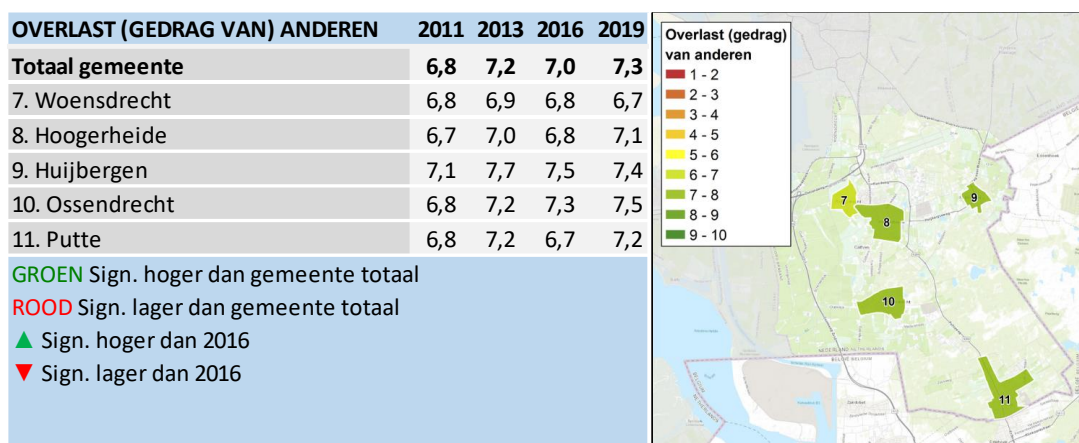 OVERLAST (GEDRAG VAN) ANDEREN 2011 2013 2016 2019
Totaal gemeente 6,8 7,2 7,0 7,3
7. Woensdrecht 6,8 6,9 6,8 6,7
8. Hoogerheide 6,7 7,0 6,8 7,1
9. Huijbergen 7,1 7,7 7,5 7,4
10. Ossendrecht 6,8 7,2 7,3 7,5
11. Putte 6,8 7,2 6,7 7,2
GROEN Sign. hoger dan gemeente totaal
ROOD Sign. lager dan gemeente totaal
▲ Sign. hoger dan 2016
▼ Sign. lager dan 2016
Overlast (gedrag)
van anderen
1 - 2
2 - 3
3 - 4
4 - 5
5 - 6
6 - 7
7 - 8
8 - 9
9 - 10
7
8
9
10
11